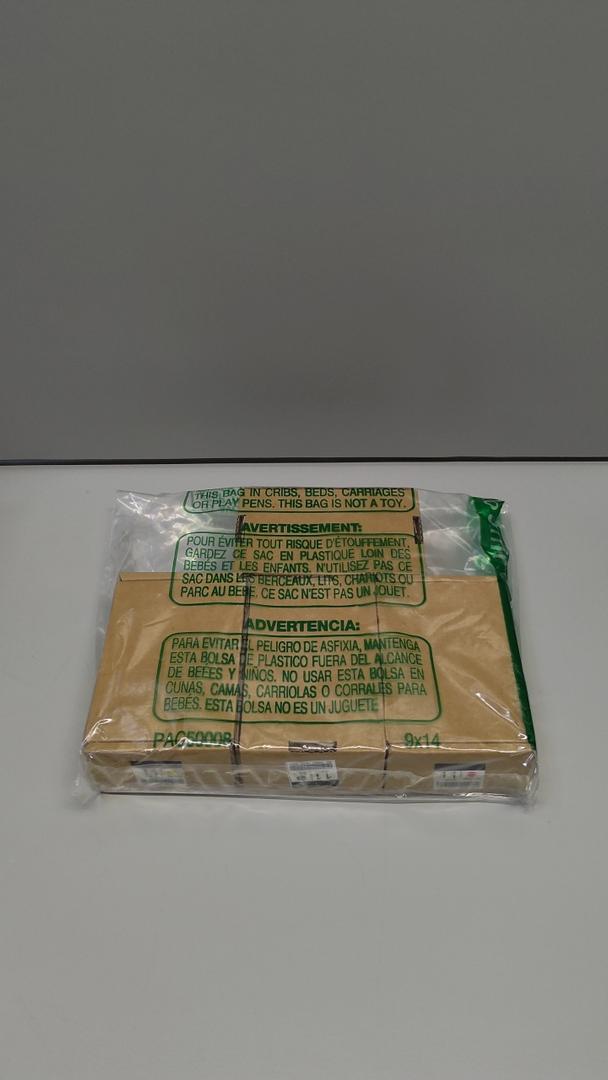 THIS BAG IN CRIBS, BEDS, CARRIAGES
OR PLAY PENS. THIS BAG IS NOT A TOY.
AVERTISSEMENT:
POUR ÉVITER TOUT RISQUE D'ÉTOUFFEMENT,
GARDEZ CE SAC EN PLASTIQUE LOIN DES
BEBÉS ET LES ENFANTS. N'UTILISEZ PAS CE
SAC DANS LES BERCEAUX, LITS, CHARIOTS OU
PARC AU BEBE. CE SAC N'EST PAS UN JOUET.
ADVERTENCIA:
PARA EVITAR EL PELIGRO DE ASFIXIA, MANTENGA
ESTA BOLSA DE PLASTICO FUERA DEL ALCANCE
DE BEBES Y NIÑOS. NO USAR ESTA BOLSA EN
CUNAS, CAMAS, CARRIOLAS O CORRALES PARA
BEBÉS. ESTA BOLSA NO ES UN JUGUETE
9x14